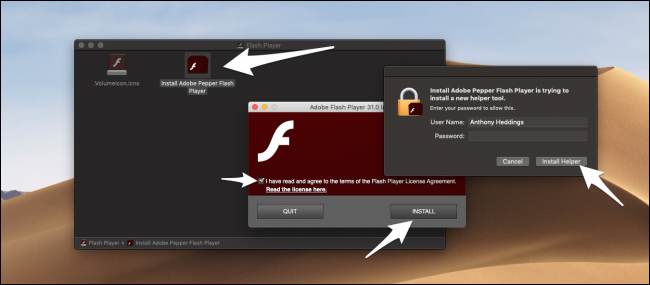 Flash Player
.VolumeIcon.icns
Install Adobe Pepper Flash
Player
Adobe Flash Player 31.0
I have read and agree to the terms of the Flash Player License Agreement.
Read the license here.
QUIT
INSTALL
Install Adobe Pepper Flash Player is trying to
install a new helper tool.
Enter your password to allow this.
User Name: Anthony Heddings
Password:
Cancel
Install Helper
Flash Player › Install Adobe Pepper Flash Player